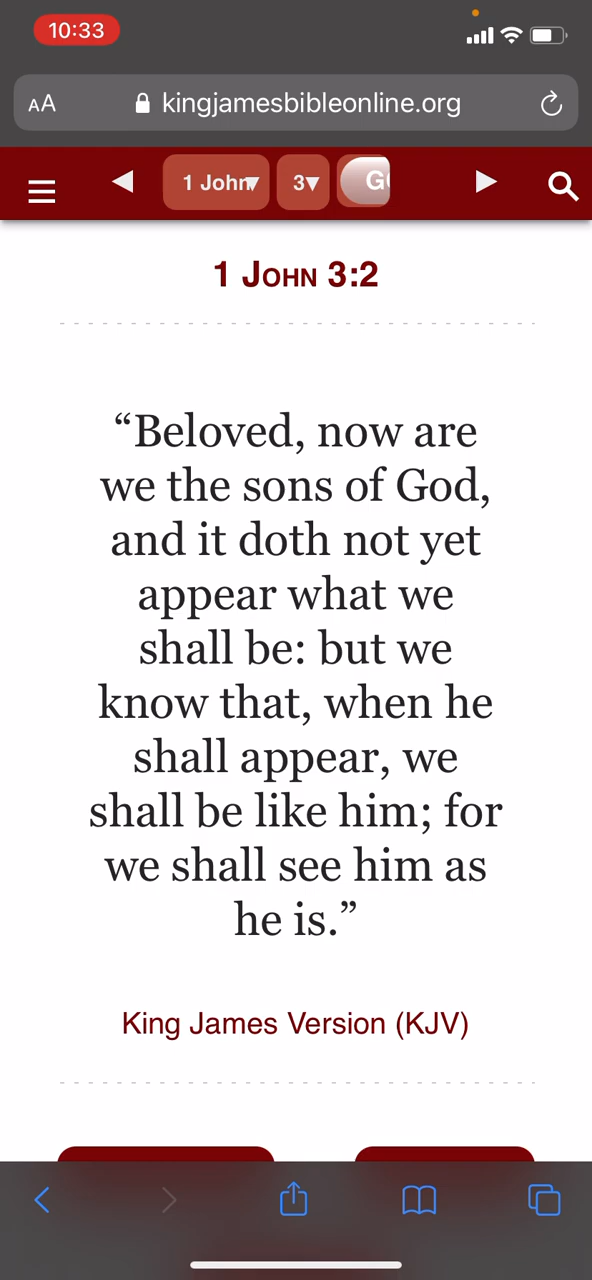 10:33
AA kingjamesbibleonline.org
1 John 3 G
1 John 3:2
“Beloved, now are
we the sons of God,
and it doth not yet
appear what we
shall be: but we
know that, when he
shall appear, we
shall be like him; for
we shall see him as
he is.”
King James Version (KJV)